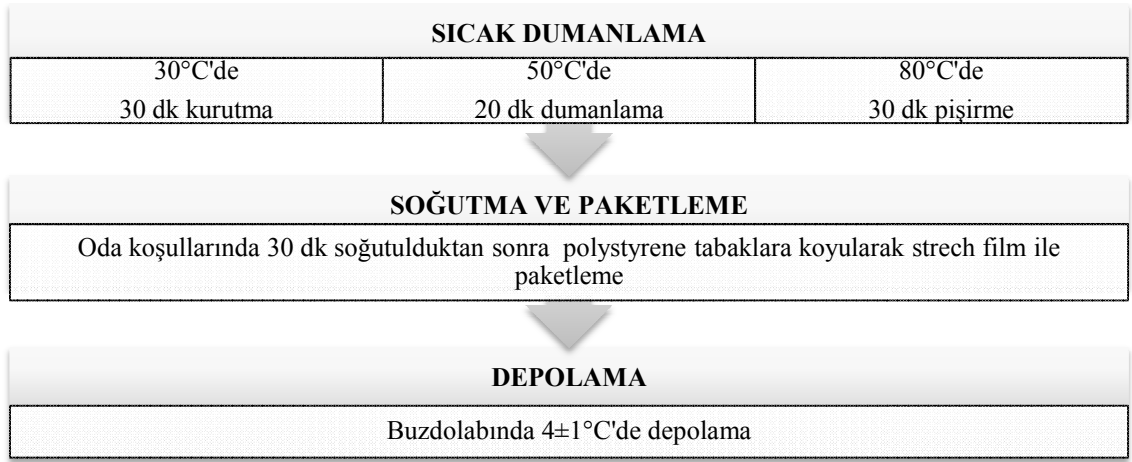 SICAK DUMANLAMA
30°C'de 50°C'de 80°C'de
30 dk kurutma 20 dk dumanlama 30 dk pişirme
SOĞUTMA VE PAKETLEME
Oda koşullarında 30 dk soğutulduktan sonra polystyrene tabaklara koyularak strech film ile
paketleme
DEPOLAMA
Buzdolabında 4±1°C'de depolama